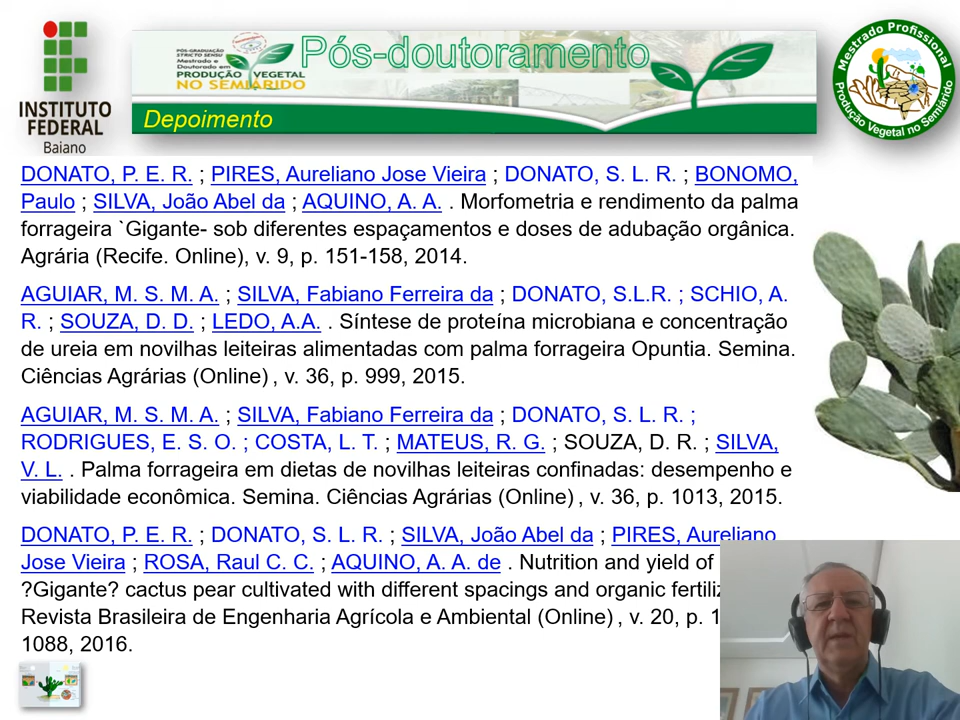 INSTITUTO
FEDERAL
Baiano
PÓS-GRADUAÇÃO
STRICTO SENSU
Mestrado e
Doutorado em
PRODUÇÃO VEGETAL
NO SEMIÁRIDO
Pós-doutoramento
Depoimento
Mestrado Profissional
Produção Vegetal no Semiárido
DONATO, P. E. R. ; PIRES, Aureliano Jose Vieira ; DONATO, S. L. R. ; BONOMO,
Paulo ; SILVA, João Abel da ; AQUINO, A. A. . Morfometria e rendimento da palma
forrageira `Gigante- sob diferentes espaçamentos e doses de adubação orgânica.
Agrária (Recife. Online), v. 9, p. 151-158, 2014.
AGUIAR, M. S. M. A. ; SILVA, Fabiano Ferreira da ; DONATO, S.L.R. ; SCHIO, A.
R. ; SOUZA, D. D. ; LEDO, A.A. . Síntese de proteína microbiana e concentração
de ureia em novilhas leiteiras alimentadas com palma forrageira Opuntia. Semina.
Ciências Agrárias (Online) , v. 36, p. 999, 2015.
AGUIAR, M. S. M. A. ; SILVA, Fabiano Ferreira da ; DONATO, S. L. R. ;
RODRIGUES, E. S. O. ; COSTA, L. T. ; MATEUS, R. G. ; SOUZA, D. R. ; SILVA,
V. L. . Palma forrageira em dietas de novilhas leiteiras confinadas: desempenho e
viabilidade econômica. Semina. Ciências Agrárias (Online) , v. 36, p. 1013, 2015.
DONATO, P. E. R. ; DONATO, S. L. R. ; SILVA, João Abel da ; PIRES, Aureliano
Jose Vieira ; ROSA, Raul C. C. ; AQUINO, A. A. de . Nutrition and yield of
?Gigante? cactus pear cultivated with different spacings and organic
Revista Brasileira de Engenharia Agrícola e Ambiental (Online) , v. 20, p.
1088, 2016.